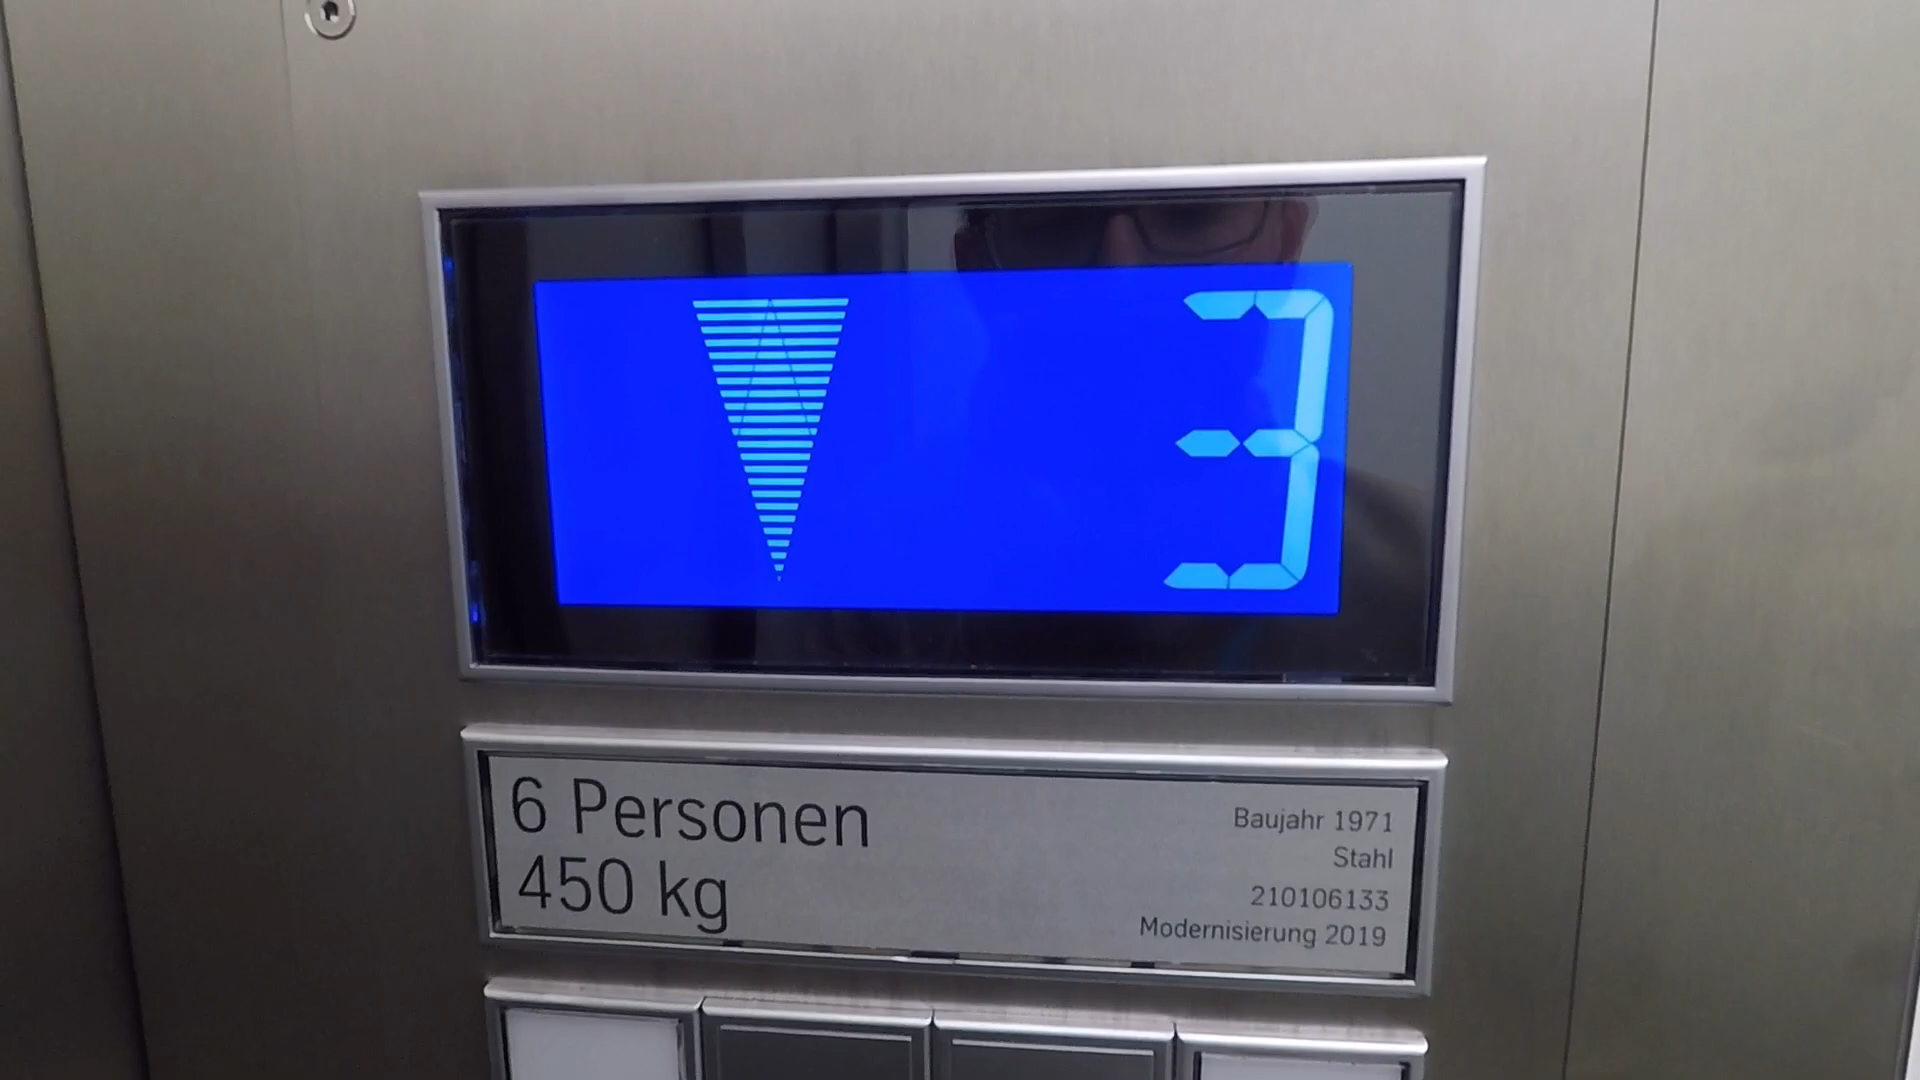 3
6 Personen
450 kg
Baujahr 1971
Stahl
210106133
Modernisierung 2019